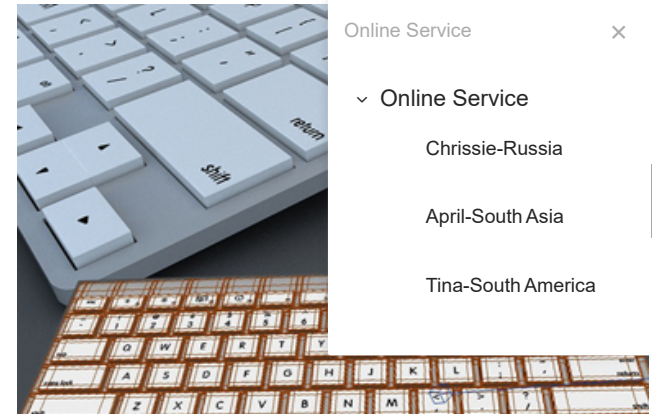 Online Service
Online Service
Chrissie-Russia
April-South Asia
Tina-South America
return
shift
Q W E R T Y
A S D F G H J K L
Z X C V B N M